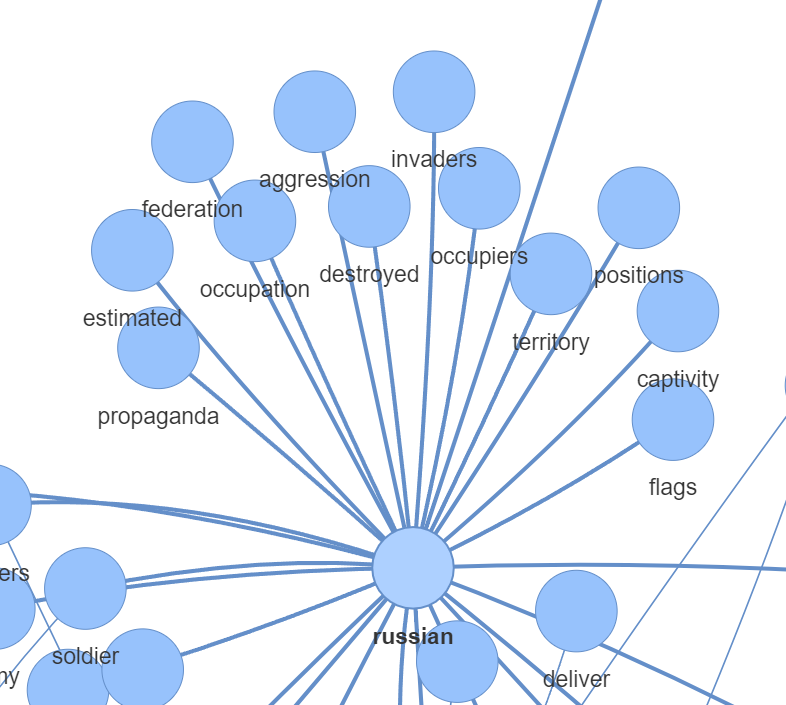 invaders
aggression
federation
occupiers
destroyed
positions
occupation
estimated
territory
captivity
propaganda
flags
ers
russian
soldier
ny
deliver